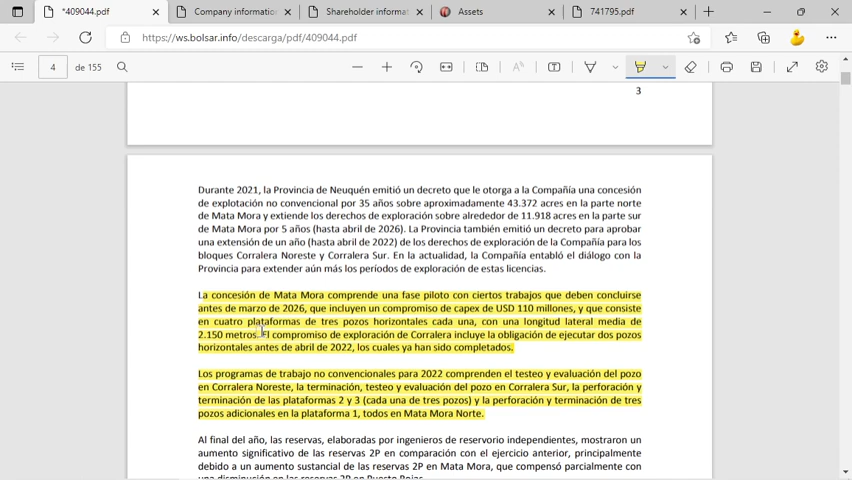 *409044.pdf
Company information
Shareholder informat
Assets
741795.pdf
https://ws.bolsar.info/descarga/pdf/409044.pdf
4 de 155
3
Durante 2021, la Provincia de Neuquén emitió un decreto que le otorga a la Compañía una concesión
de explotación no convencional por 35 años sobre aproximadamente 43.372 acres en la parte norte
de Mata Mora y extiende los derechos de exploración sobre alrededor de 11.918 acres en la parte sur
de Mata Mora por 5 años (hasta abril de 2026). La Provincia también emitió un decreto para aprobar
una extensión de un año (hasta abril de 2022) de los derechos de exploración de la Compañía para los
bloques Corralera Noreste y Corralera Sur. En la actualidad, la Compañía entabló el diálogo con la
Provincia para extender aún más los períodos de exploración de estas licencias.
La concesión de Mata Mora comprende una fase piloto con ciertos trabajos que deben concluirse
antes de marzo de 2026, que incluyen un compromiso de capex de USD 110 millones, y que consiste
en cuatro plataformas de tres pozos horizontales cada una, con una longitud lateral media de
2.150 metros. El compromiso de exploración de Corralera incluye la obligación de ejecutar dos pozos
horizontales antes de abril de 2022, los cuales ya han sido completados.
Los programas de trabajo no convencionales para 2022 comprenden el testeo y evaluación del pozo
en Corralera Noreste, la terminación, testeo y evaluación del pozo en Corralera Sur, la perforación y
terminación de las plataformas 2 y 3 (cada una de tres pozos) y la perforación y terminación de tres
pozos adicionales en la plataforma 1, todos en Mata Mora Norte.
Al final del año, las reservas, elaboradas por ingenieros de reservorio independientes, mostraron un
aumento significativo de las reservas 2P en comparación con el ejercicio anterior, principalmente
debido a un aumento sustancial de las reservas 2P en Mata Mora, que compensó parcialmente con
una disminución en las reservas 2P en Puesto Rojas.